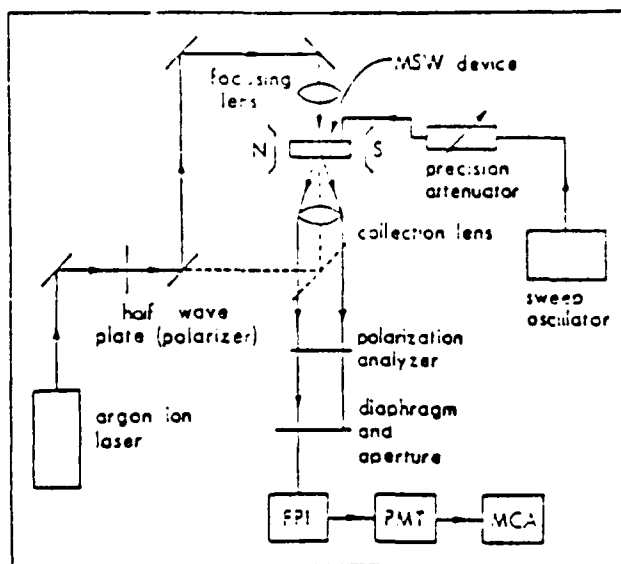 focusing
lens
MSW device
N
S
precision
attenuator
collection lens
sweep
oscillator
half wave
plate (polarizer)
polarization
analyzer
argon ion
laser
diaphragm
and
aperture
FPI
PMT
MCA